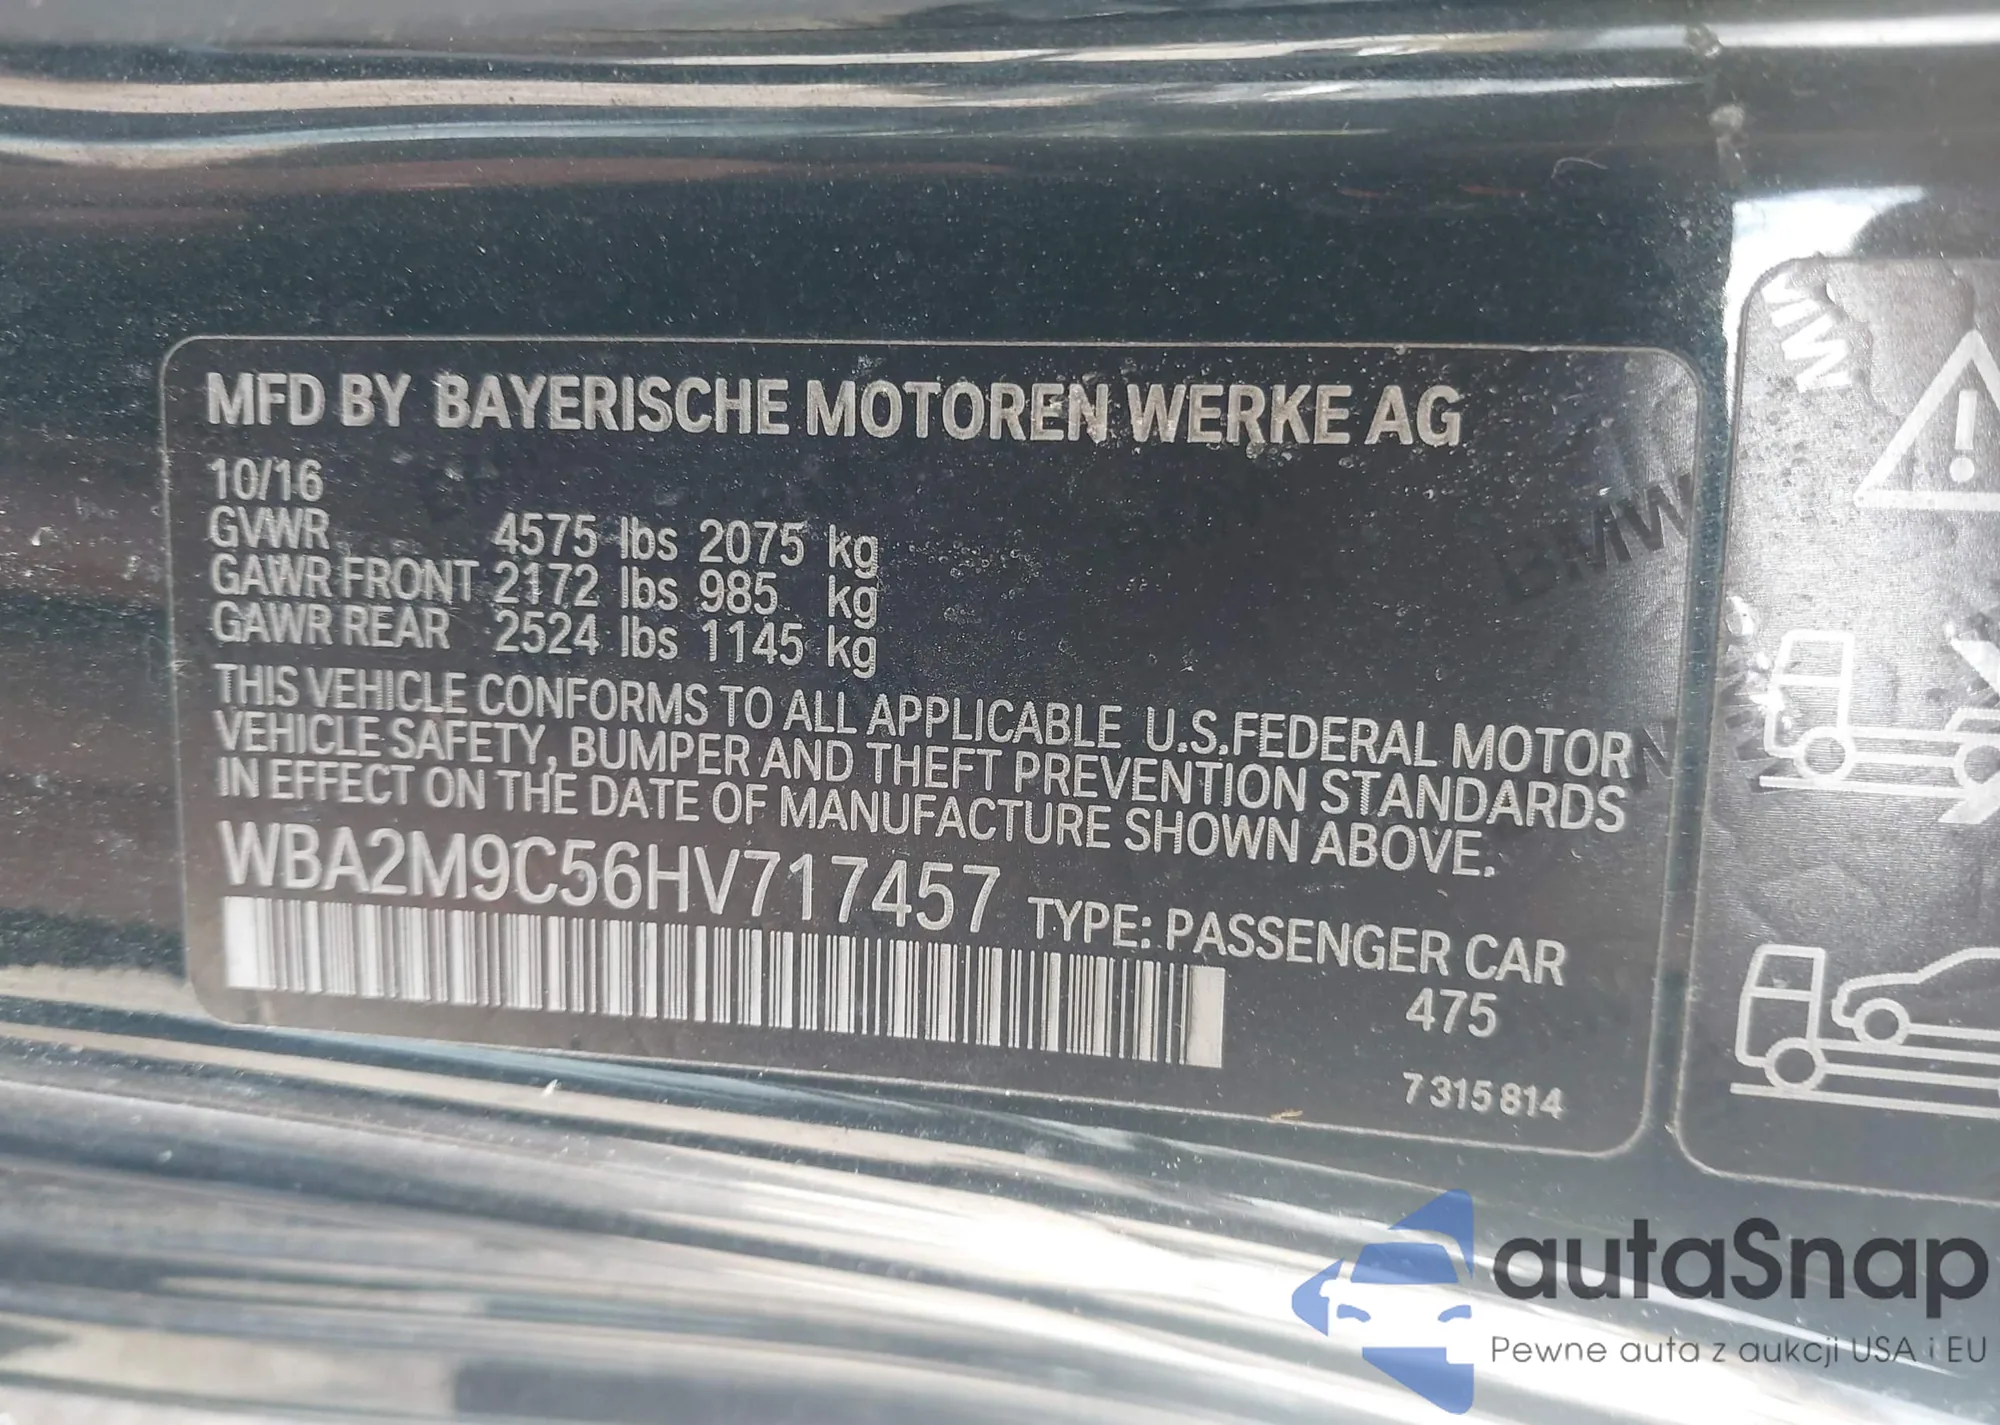 MFD BY BAYERISCHE MOTOREN WERKE AG
10/16
GVWR 4575 lbs 2075 kg
GAWR FRONT 2172 lbs 985 kg
GAWR REAR 2524 lbs 1145 kg
THIS VEHICLE CONFORMS TO ALL APPLICABLE U.S.FEDERAL MOTOR
VEHICLE SAFETY, BUMPER AND THEFT PREVENTION STANDARDS
IN EFFECT ON THE DATE OF MANUFACTURE SHOWN ABOVE.
WBA2M9C56HV717457 TYPE: PASSENGER CAR
475
7315814
BMW
autaSnap
Pewne auta z aukcji USA i EU